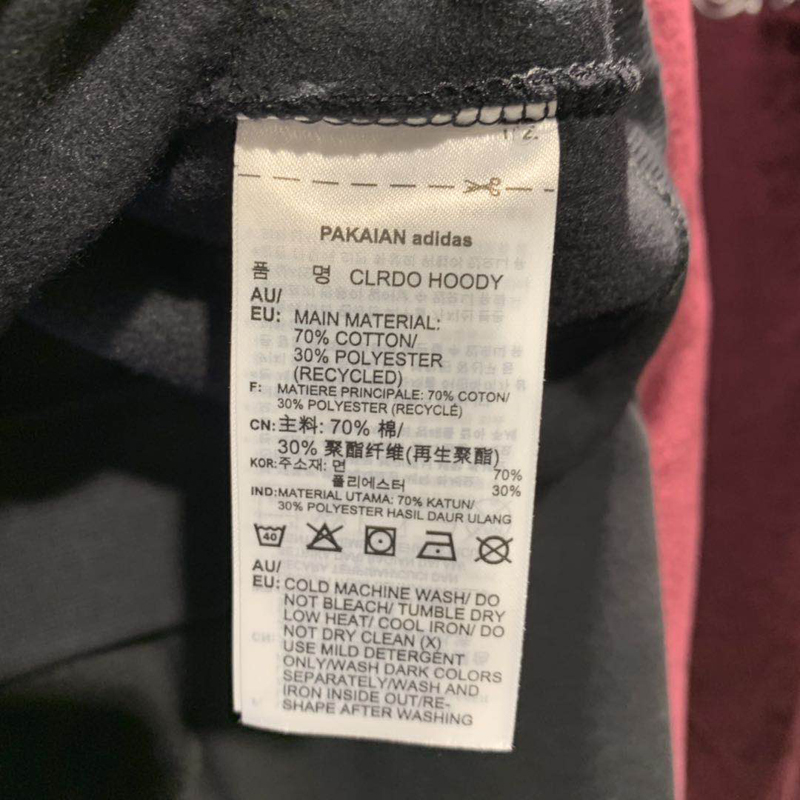 PAKAIAN adidas
품 명 CLRDO HOODY
AU/
EU: MAIN MATERIAL:
70% COTTON/
30% POLYESTER
(RECYCLED)
F: MATIERE PRINCIPALE: 70% COTON/
30% POLYESTER (RECYCLÉ)
CN: 主料: 70% 棉/
30% 聚酯纤维(再生聚酯)
KOR: 주소재: 면 70%
폴리에스터 30%
IND: MATERIAL UTAMA: 70% KATUN/
30% POLYESTER HASIL DAUR ULANG
40
AU/
EU: COLD MACHINE WASH/ DO
NOT BLEACH/ TUMBLE DRY
LOW HEAT/ COOL IRON/ DO
NOT DRY CLEAN (X)
USE MILD DETERGENT
ONLY/WASH DARK COLORS
SEPARATELY/WASH AND
IRON INSIDE OUT/RE-
SHAPE AFTER WASHING